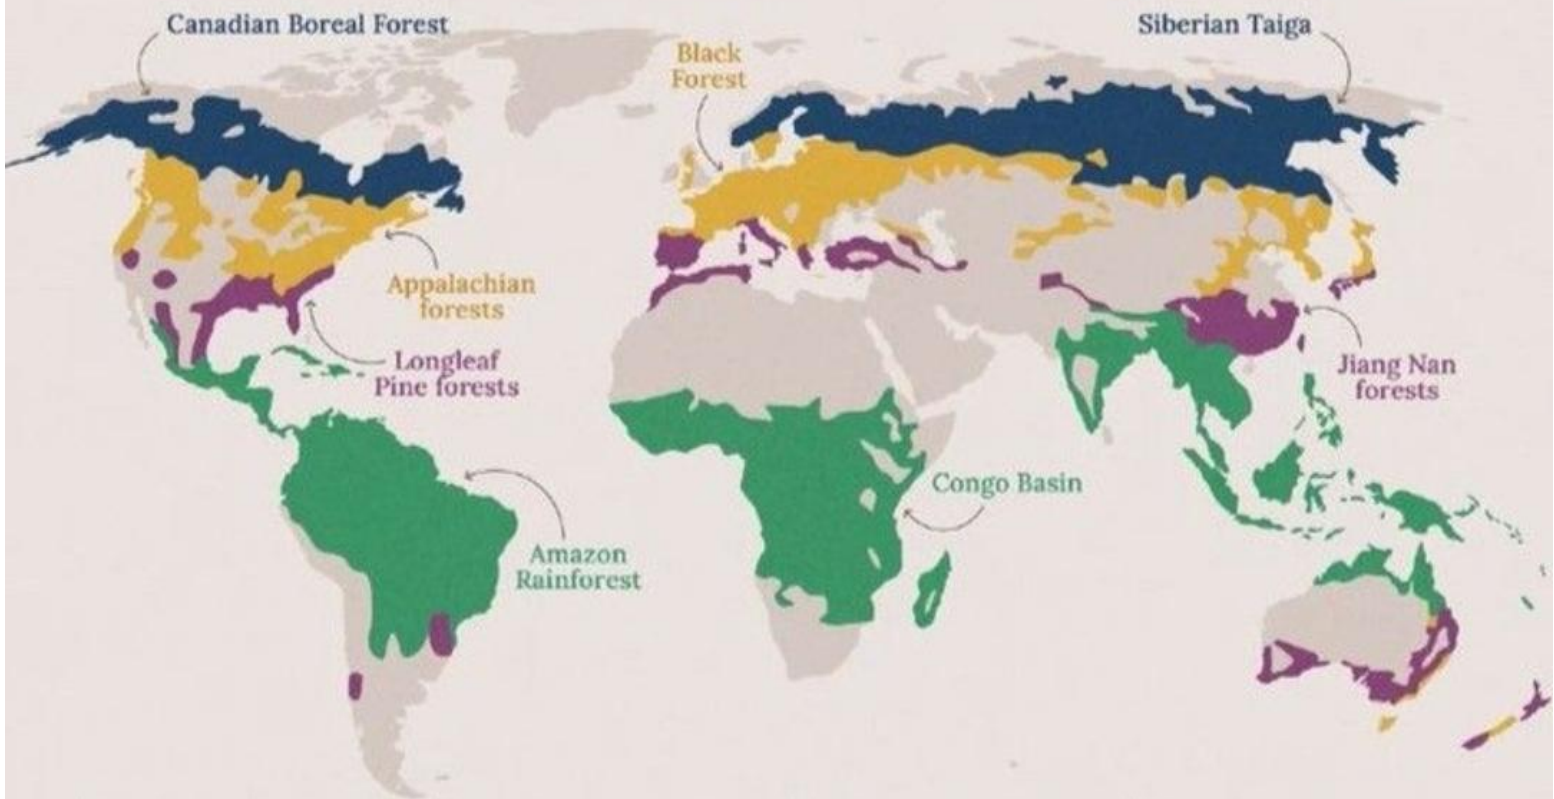 Canadian Boreal Forest
Siberian Taiga
Black
Forest
Appalachian
forests
Longleaf
Pine forests
Jiang Nan
forests
Congo Basin
Amazon
Rainforest